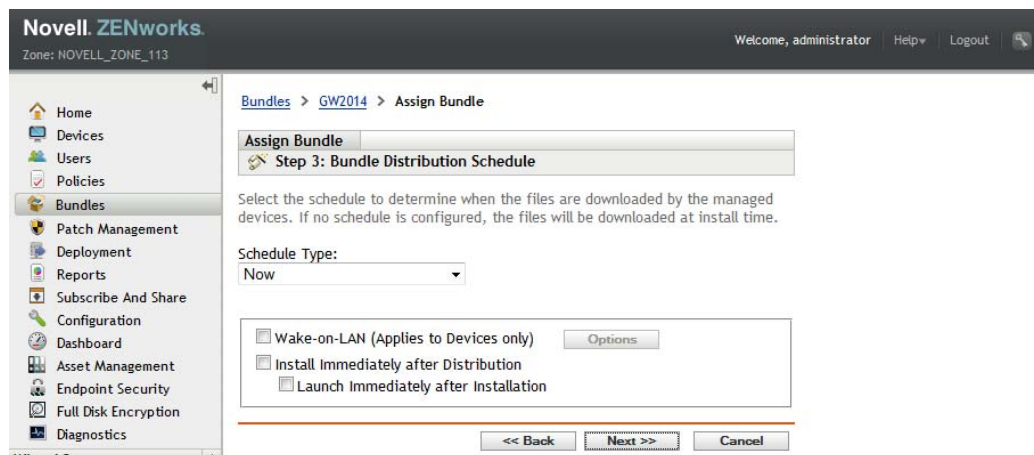 Novell. ZENworks.
Zone: NOVELL_ZONE_113
Welcome, administrator Help Logout
Home
Devices
Users
Policies
Bundles
Patch Management
Deployment
Reports
Subscribe And Share
Configuration
Dashboard
Asset Management
Endpoint Security
Full Disk Encryption
Diagnostics
Bundles > GW2014 > Assign Bundle
Assign Bundle
Step 3: Bundle Distribution Schedule
Select the schedule to determine when the files are downloaded by the managed
devices. If no schedule is configured, the files will be downloaded at install time.
Schedule Type:
Now
Wake-on-LAN (Applies to Devices only) Options
Install Immediately after Distribution
Launch Immediately after Installation
<< Back Next >> Cancel